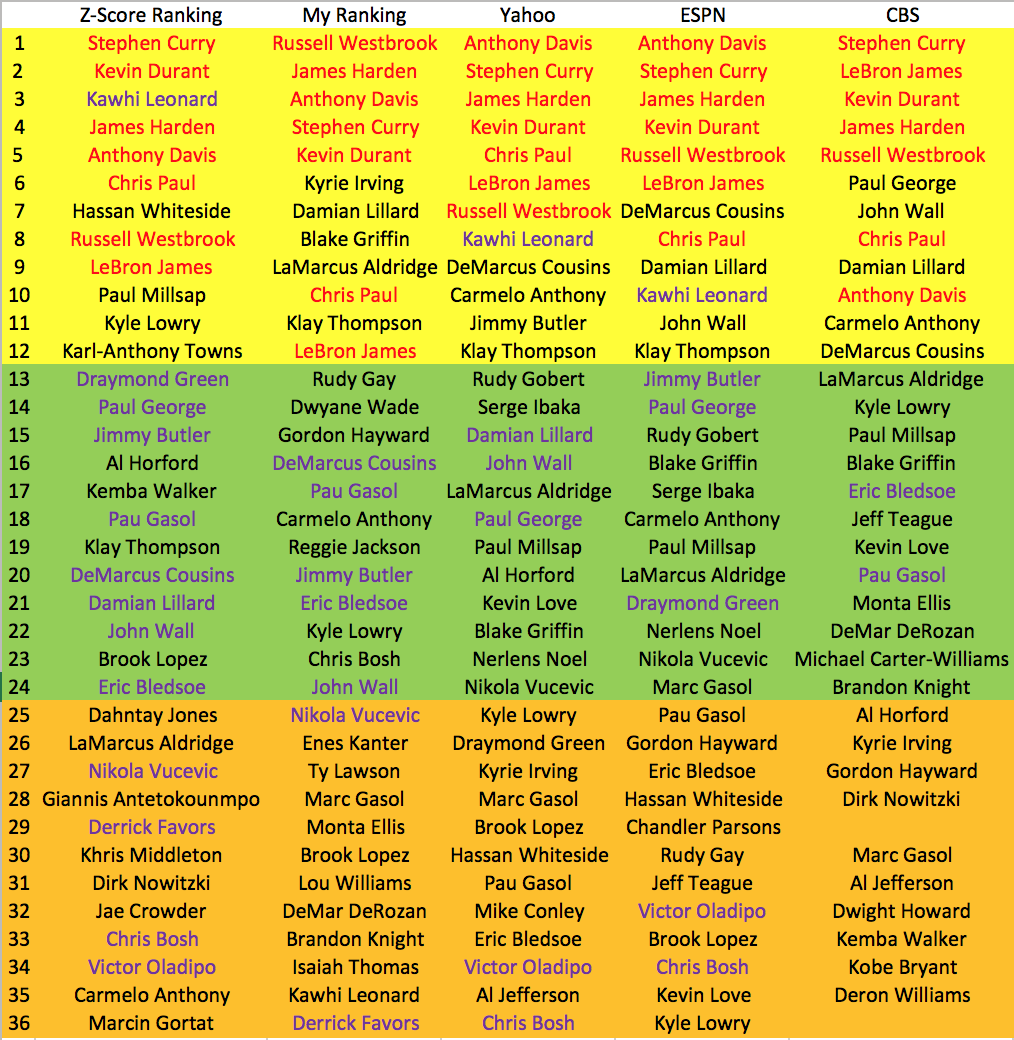 Z-Score Ranking My Ranking Yahoo ESPN CBS
1 Stephen Curry Russell Westbrook Anthony Davis Anthony Davis Stephen Curry
2 Kevin Durant James Harden Stephen Curry Stephen Curry LeBron James
3 Kawhi Leonard Anthony Davis James Harden James Harden Kevin Durant
4 James Harden Stephen Curry Kevin Durant Kevin Durant James Harden
5 Anthony Davis Kevin Durant Chris Paul Russell Westbrook Russell Westbrook
6 Chris Paul Kyrie Irving LeBron James LeBron James Paul George
7 Hassan Whiteside Damian Lillard Russell Westbrook DeMarcus Cousins John Wall
8 Russell Westbrook Blake Griffin Kawhi Leonard Chris Paul Chris Paul
9 LeBron James LaMarcus Aldridge DeMarcus Cousins Damian Lillard Damian Lillard
10 Paul Millsap Chris Paul Carmelo Anthony Kawhi Leonard Anthony Davis
11 Kyle Lowry Klay Thompson Jimmy Butler John Wall Carmelo Anthony
12 Karl-Anthony Towns LeBron James Klay Thompson Klay Thompson DeMarcus Cousins
13 Draymond Green Rudy Gay Rudy Gobert Jimmy Butler LaMarcus Aldridge
14 Paul George Dwyane Wade Serge Ibaka Paul George Kyle Lowry
15 Jimmy Butler Gordon Hayward Damian Lillard Rudy Gobert Paul Millsap
16 Al Horford DeMarcus Cousins John Wall Blake Griffin Blake Griffin
17 Kemba Walker Pau Gasol LaMarcus Aldridge Serge Ibaka Eric Bledsoe
18 Pau Gasol Carmelo Anthony Paul George Carmelo Anthony Jeff Teague
19 Klay Thompson Reggie Jackson Paul Millsap Paul Millsap Kevin Love
20 DeMarcus Cousins Jimmy Butler Al Horford LaMarcus Aldridge Pau Gasol
21 Damian Lillard Eric Bledsoe Kevin Love Draymond Green Monta Ellis
22 John Wall Kyle Lowry Blake Griffin Nerlens Noel DeMar DeRozan
23 Brook Lopez Chris Bosh Nerlens Noel Nikola Vucevic Michael Carter-Williams
24 Eric Bledsoe John Wall Nikola Vucevic Marc Gasol Brandon Knight
25 Dahntay Jones Nikola Vucevic Kyle Lowry Pau Gasol Al Horford
26 LaMarcus Aldridge Enes Kanter Draymond Green Gordon Hayward Kyrie Irving
27 Nikola Vucevic Ty Lawson Kyrie Irving Eric Bledsoe Gordon Hayward
28 Giannis Antetokounmpo Marc Gasol Marc Gasol Hassan Whiteside Dirk Nowitzki
29 Derrick Favors Monta Ellis Brook Lopez Chandler Parsons
30 Khris Middleton Brook Lopez Hassan Whiteside Rudy Gay Marc Gasol
31 Dirk Nowitzki Lou Williams Pau Gasol Jeff Teague Al Jefferson
32 Jae Crowder DeMar DeRozan Mike Conley Victor Oladipo Dwight Howard
33 Chris Bosh Brandon Knight Eric Bledsoe Brook Lopez Kemba Walker
34 Victor Oladipo Isaiah Thomas Victor Oladipo Chris Bosh Kobe Bryant
35 Carmelo Anthony Kawhi Leonard Al Jefferson Kevin Love Deron Williams
36 Marcin Gortat Derrick Favors Chris Bosh Kyle Lowry